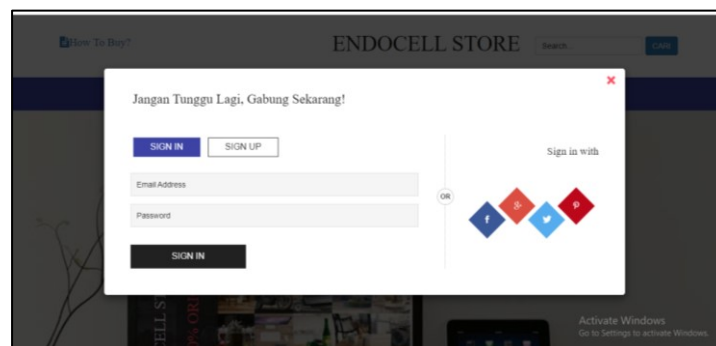 How To Buy?
ENDOCELL STORE
Search...
CARI
Jangan Tunggu Lagi, Gabung Sekarang!
SIGN IN
SIGN UP
Sign in with
Email Address
OR
Password
SIGN IN
Activate Windows
Go to Settings to activate Windows.